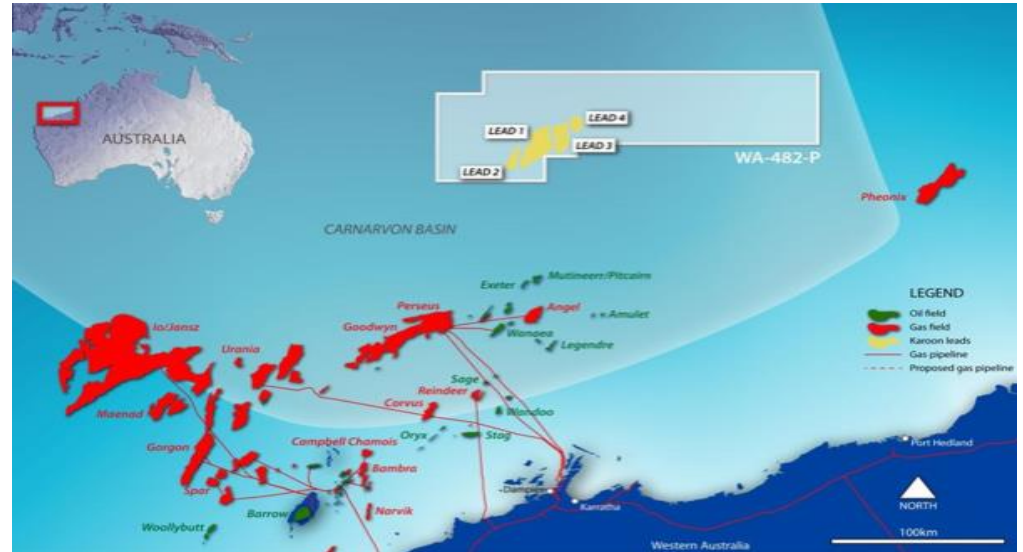 AUSTRALIA
LEAD 1
LEAD 4
LEAD 3
LEAD 2
WA-482-P
Pheonix
CARNARVON BASIN
Mutineerr/Pitcairn
Exeter
Perseus
Angel
Io/Jansz
Goodwyn
Wanaea
Amulet
Urania
Legendre
LEGEND
Oil field
Gas field
Karoon leads
Gas pipeline
Proposed gas pipeline
Sage
Reindeer
Maenad
Corvus
Wandoo
Oryx
Stag
Gorgon
Campbell Chamois
Bambra
Port Hedland
Spar
Dampier
Karratha
NORTH
Barrow
Narvik
Woollybutt
100km
Western Australia